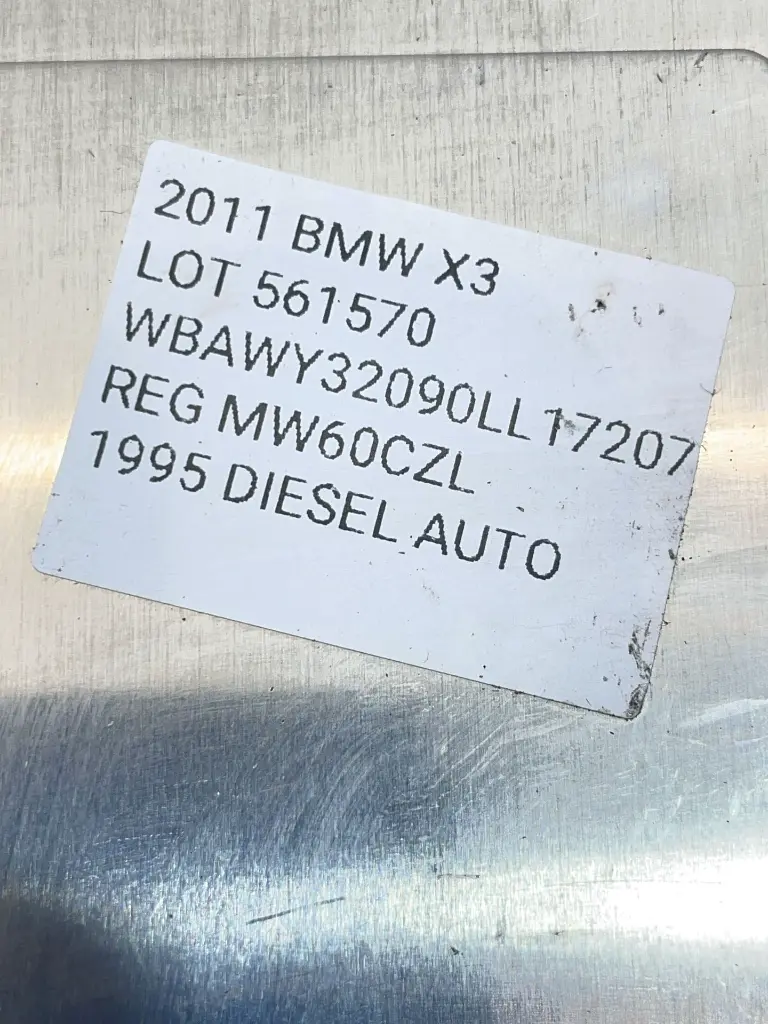 2011 BMW X3
LOT 561570
WBAWY32090LL17207
REG MW60CZL
1995 DIESEL AUTO